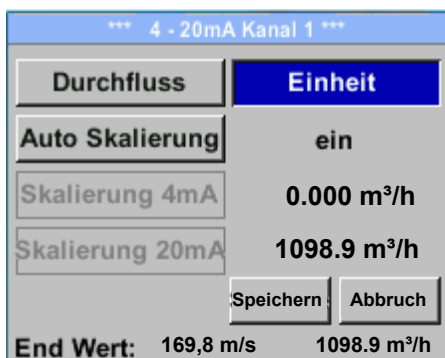 *** 4 - 20mA Kanal 1 ***
Durchfluss Einheit
Auto Skalierung ein
Skalierung 4mA 0.000 m³/h
Skalierung 20mA 1098.9 m³/h
Speichern Abbruch
End Wert: 169,8 m/s 1098.9 m³/h